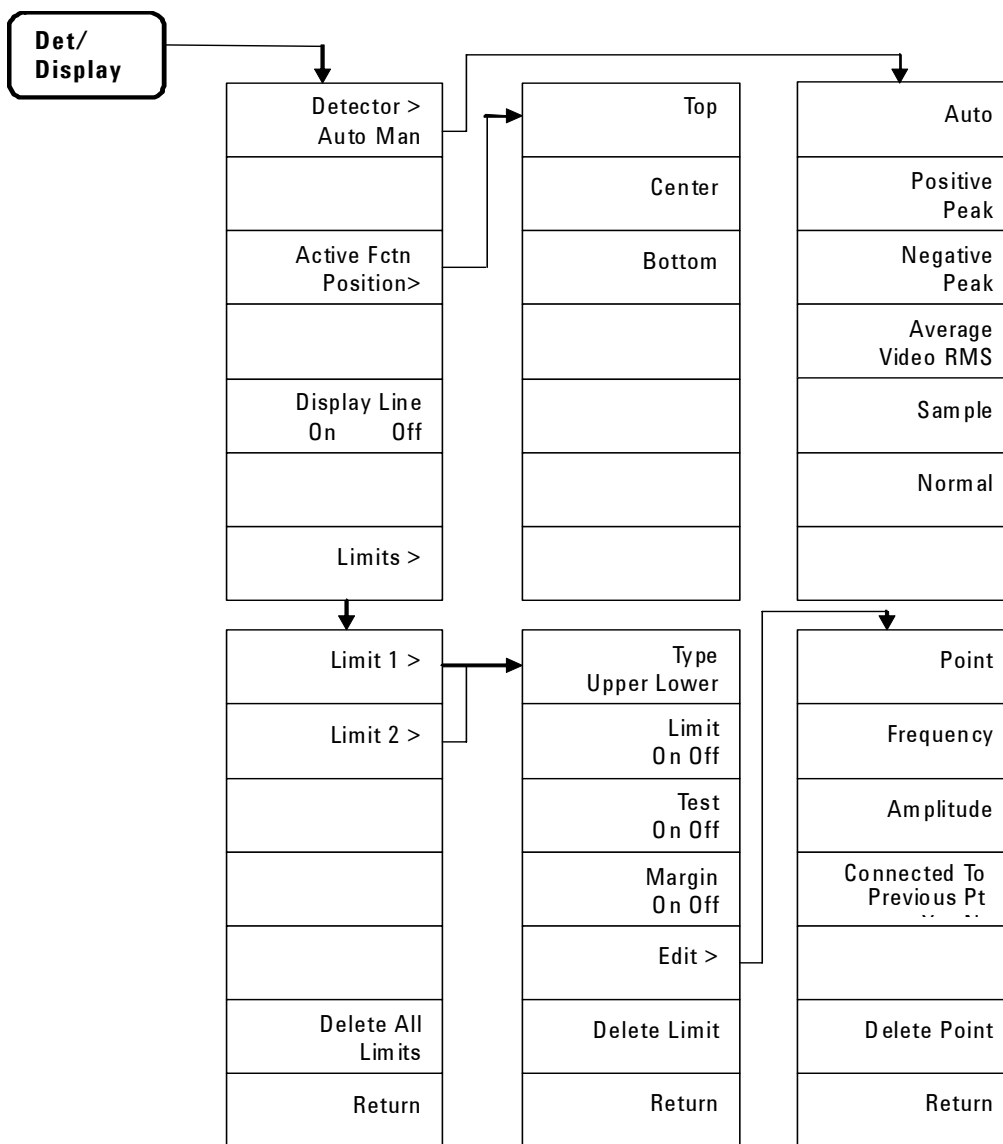 Det/
Display
Detector >
Auto Man
Active Fctn
Position>
Display Line
On Off
Limits >
Top
Center
Bottom
Auto
Positive
Peak
Negative
Peak
Average
Video RMS
Sample
Normal
Limit 1 >
Limit 2 >
Delete All
Limits
Return
Type
Upper Lower
Limit
On Off
Test
On Off
Margin
On Off
Edit >
Delete Limit
Return
Point
Frequency
Amplitude
Connected To
Previous Pt
Delete Point
Return